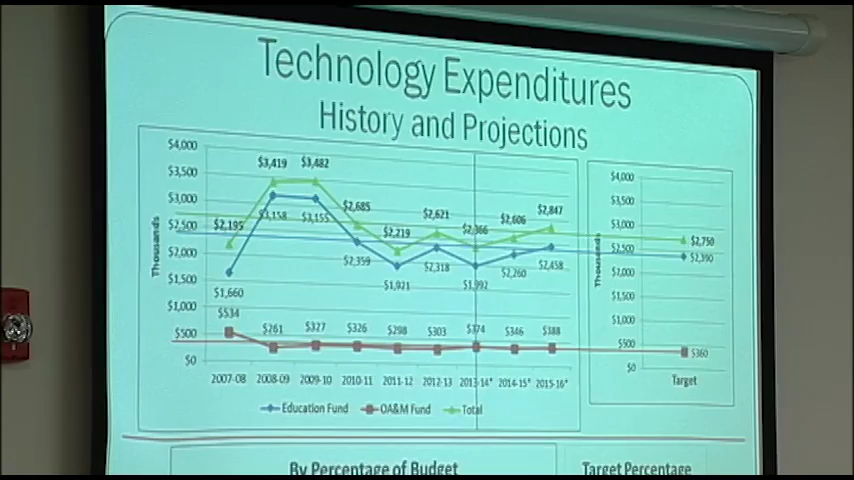 Technology Expenditures
History and Projections
$4,000
$3,500
$3,000
$2,500
$2,000
$1,500
$1,000
$500
$0
Thousands
$2,195 $3,419 $3,482 $2,685 $2,219 $2,621 $2,366 $2,606 $2,847
$1,660 $3,158 $3,155 $2,359 $1,921 $2,318 $1,992 $2,260 $2,458
$534 $261 $327 $326 $298 $303 $374 $346 $388
2007-08 2008-09 2009-10 2010-11 2011-12 2012-13 2013-14* 2014-15* 2015-16*
Education Fund OA&M Fund Total
$4,000
$3,500
$3,000
$2,500
$2,000
$1,500
$1,000
$500
$0
Thousands
$2,750
$2,390
$360
Target
By Percentage of Budget
Target Percentage